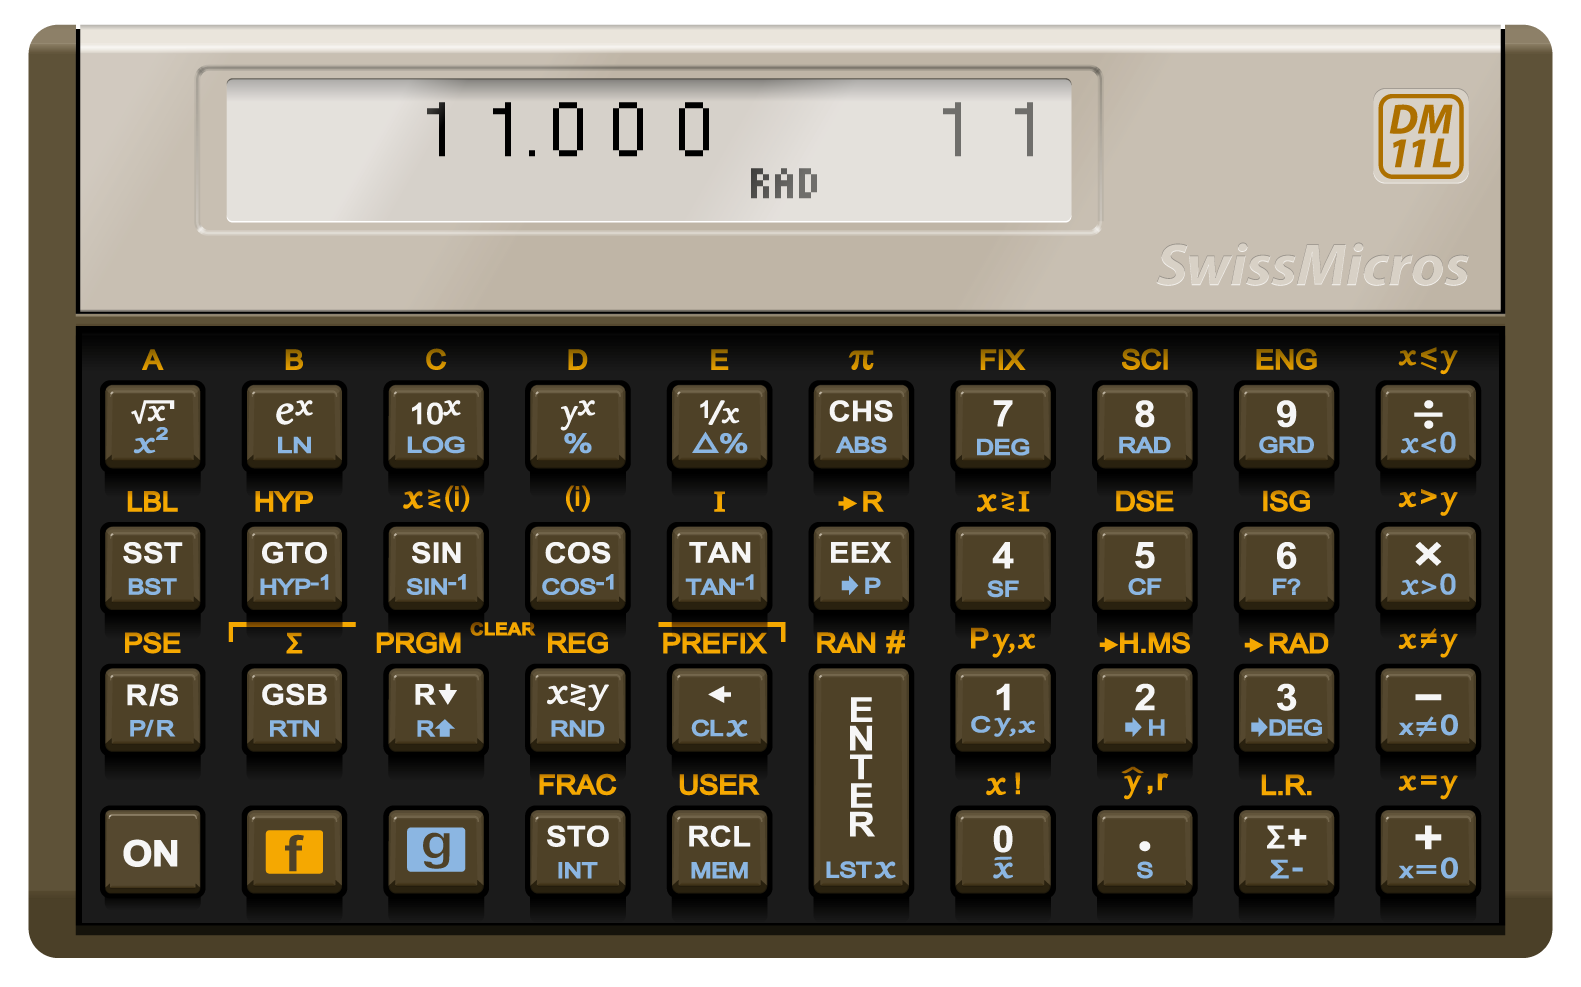 11.000 11
RAD
DM
11L
SwissMicros
A B C D E π FIX SCI ENG x≤y
√x eˣ 10ˣ yˣ 1/x CHS 7 8 9 ÷
x² LN LOG % Δ% ABS DEG RAD GRD x<0
LBL HYP x≷(i) (i) I →R x≷I DSE ISG x>y
SST GTO SIN COS TAN EEX 4 5 6 ×
BST HYP-1 SIN-1 COS-1 TAN-1 →P SF CF F? x>0
CLEAR
PSE Σ PRGM REG PREFIX RAN # Py,x →H.MS →RAD x≠y
R/S GSB R↓ x≷y ← ENTER 1 2 3 −
P/R RTN R↑ RND CLx Cy,x →H →DEG x≠0
FRAC USER x! ŷ,r L.R. x=y
ON f g STO RCL 0 . Σ+ +
INT MEM LSTx x̄ S Σ- x=0